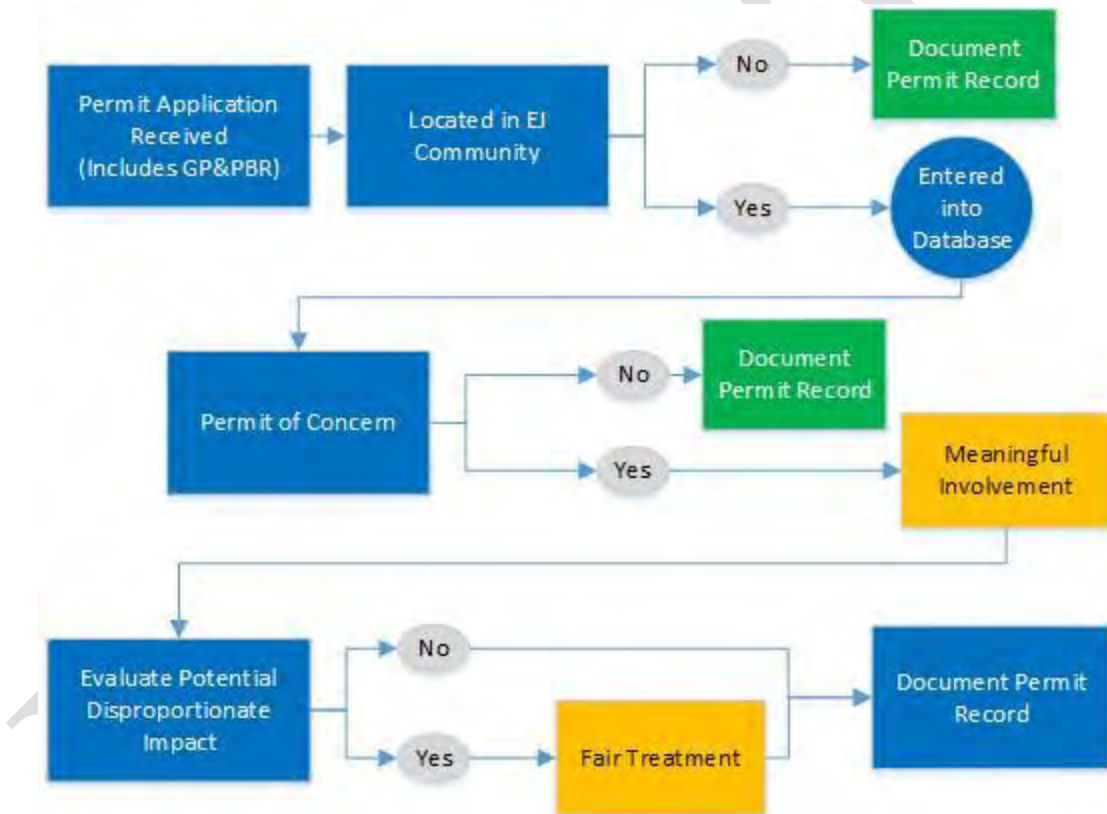 Permit Application
Received
(Includes GP&PBR)
Located in EJ
Community
No
Document
Permit Record
Yes
Entered
into
Database
Permit of Concern
No
Document
Permit Record
Yes
Meaningful
Involvement
Evaluate Potential
Disproportionate
Impact
No
Yes
Fair Treatment
Document Permit
Record